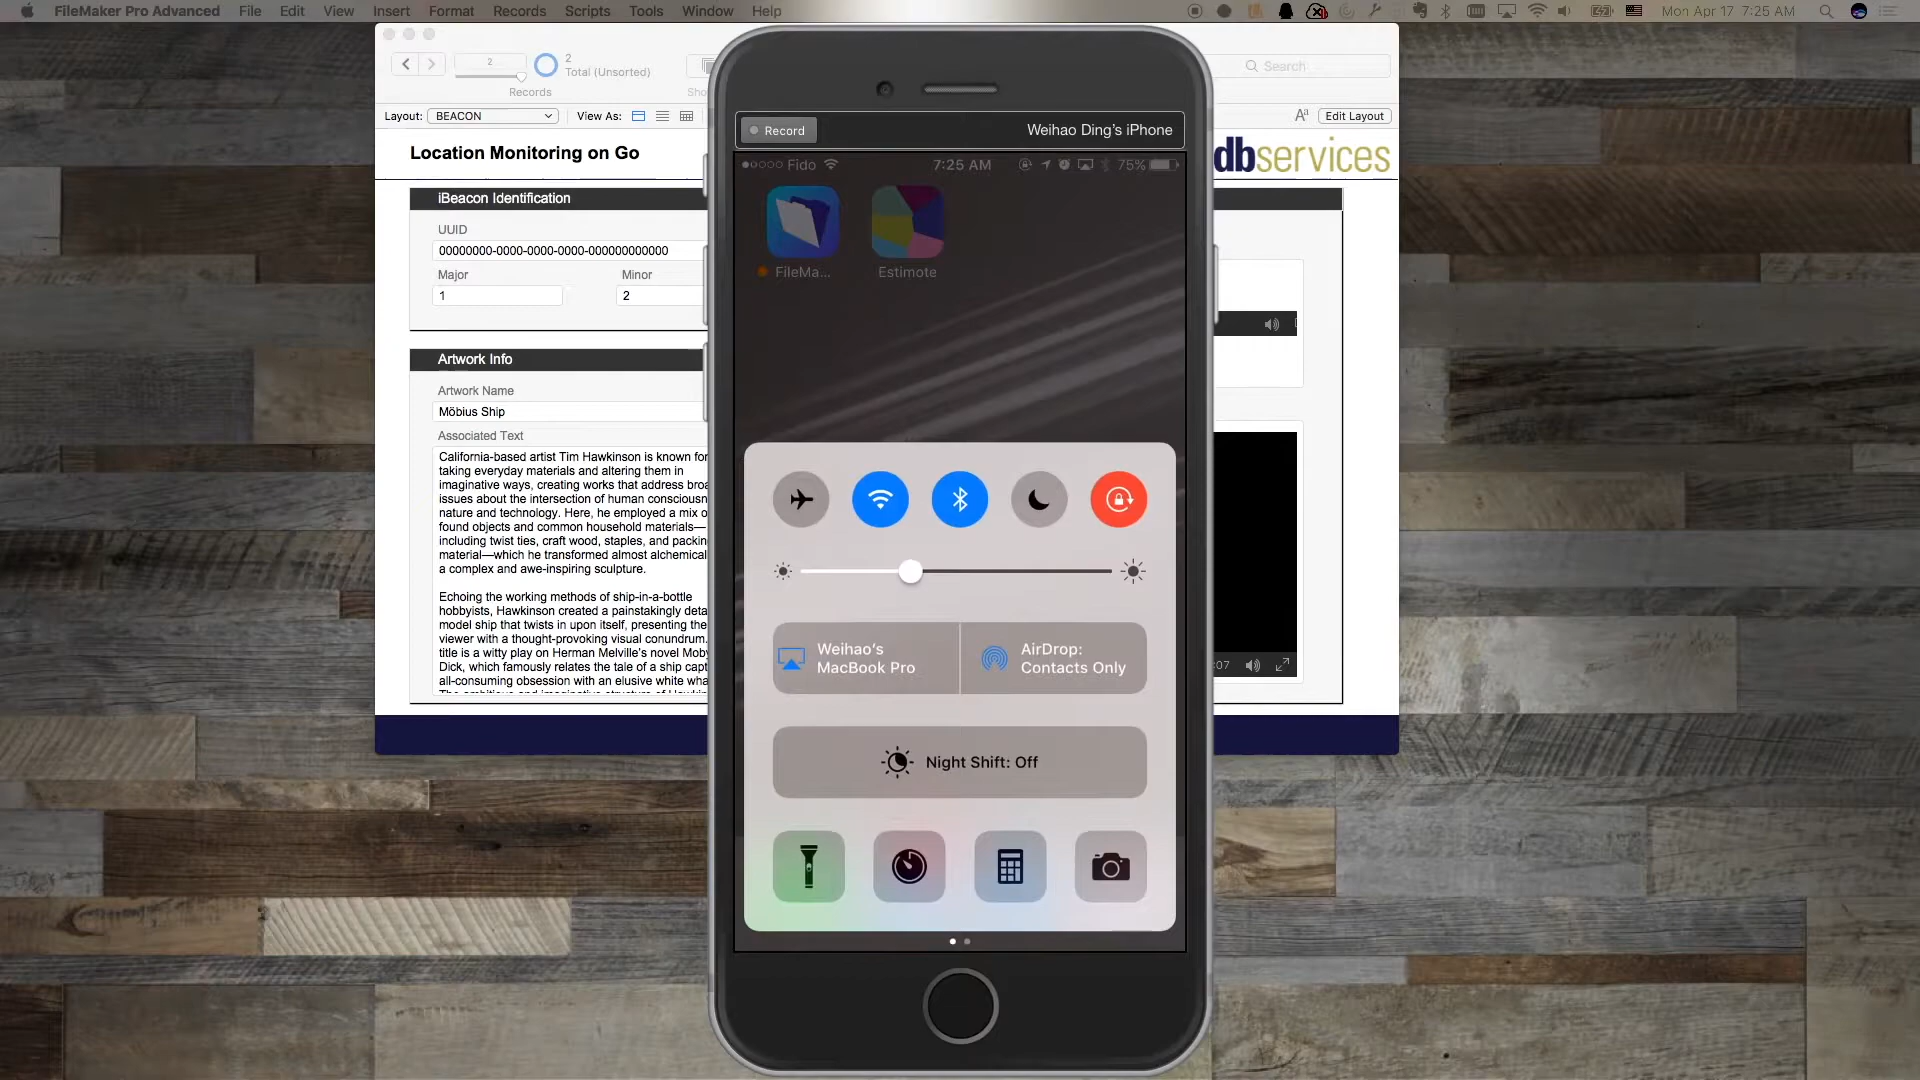 FileMaker Pro Advanced File Edit View Insert Format Records Scripts Tools Window Help Mon Apr 17 7:25 AM
2
2
Total (Unsorted)
Records
Search
Layout: BEACON View As: Edit Layout
Location Monitoring on Go
dbservices
iBeacon Identification
UUID
00000000-0000-0000-0000-000000000000
Major Minor
1 2
Artwork Info
Artwork Name
Möbius Ship
Associated Text
California-based artist Tim Hawkinson is known for
taking everyday materials and altering them in
imaginative ways, creating works that address broa
issues about the intersection of human consciousn
nature and technology. Here, he employed a mix o
found objects and common household materials—
including twist ties, craft wood, staples, and packin
material—which he transformed almost alchemical
a complex and awe-inspiring sculpture.
Echoing the working methods of ship-in-a-bottle
hobbyists, Hawkinson created a painstakingly deta
model ship that twists in upon itself, presenting the
viewer with a thought-provoking visual conundrum.
title is a witty play on Herman Melville's novel Moby
Dick, which famously relates the tale of a ship capt
all-consuming obsession with an elusive white wha
:07
Record Weihao Ding's iPhone
Fido 7:25 AM 75%
FileMa... Estimote
Weihao's
MacBook Pro
AirDrop:
Contacts Only
Night Shift: Off